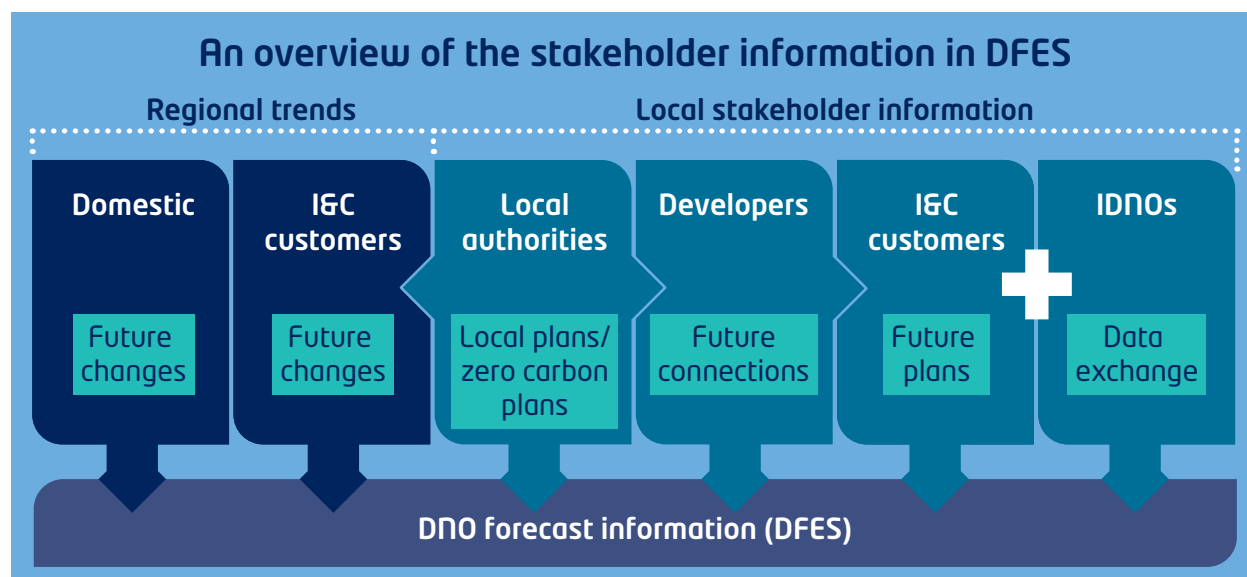 An overview of the stakeholder information in DFES
Regional trends
Local stakeholder information
Domestic
I&C
customers
Local
authorities
Developers
I&C
customers
IDNOs
Future
changes
Future
changes
Local plans/
zero carbon
plans
Future
connections
Future
plans
Data
exchange
DNO forecast information (DFES)